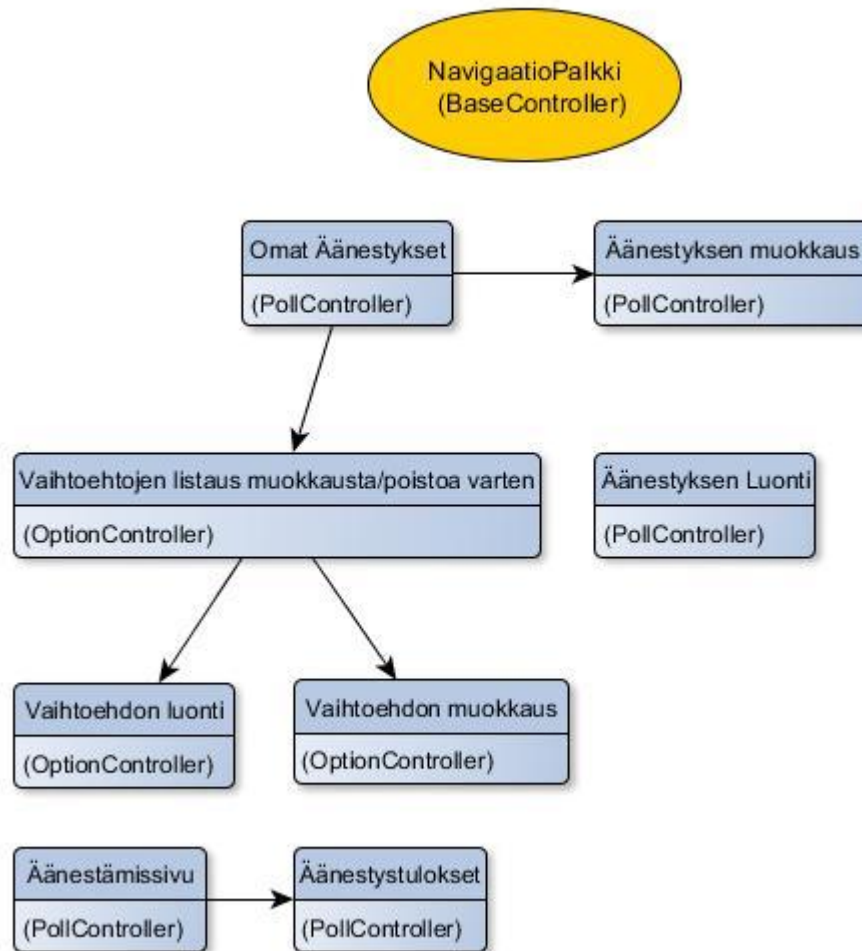 NavigaatioPalkki
(BaseController)
Omat Äänestykset
(PollController)
Äänestyksen muokkaus
(PollController)
Vaihtoehtojen listaus muokkausta/poistoa varten
(OptionController)
Äänestyksen Luonti
(PollController)
Vaihtoehdon luonti
(OptionController)
Vaihtoehdon muokkaus
(OptionController)
Äänestämissivu
(PollController)
Äänestystulokset
(PollController)